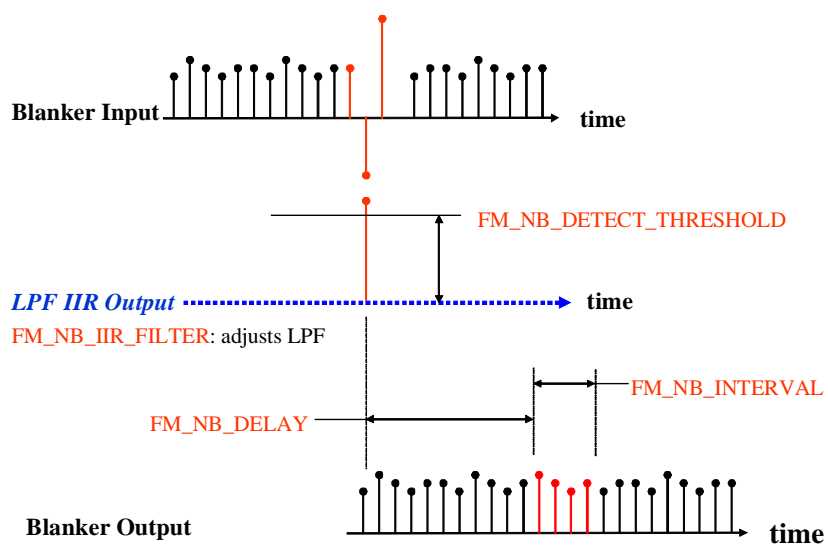 Blanker Input
time
FM_NB_DETECT_THRESHOLD
LPF IIR Output
time
FM_NB_IIR_FILTER: adjusts LPF
FM_NB_INTERVAL
FM_NB_DELAY
Blanker Output
time